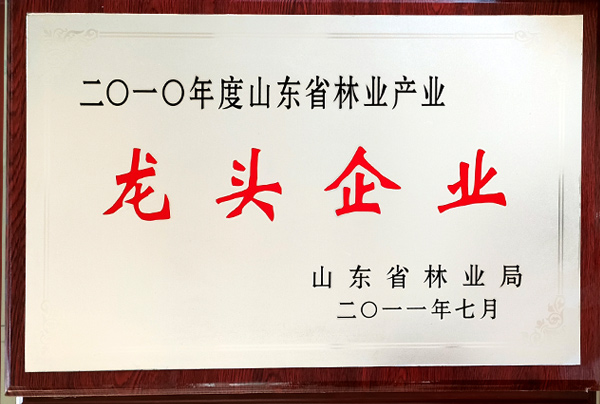 二〇一〇年度山东省林业产业
龙头企业
山东省林业局
二〇一一年七月